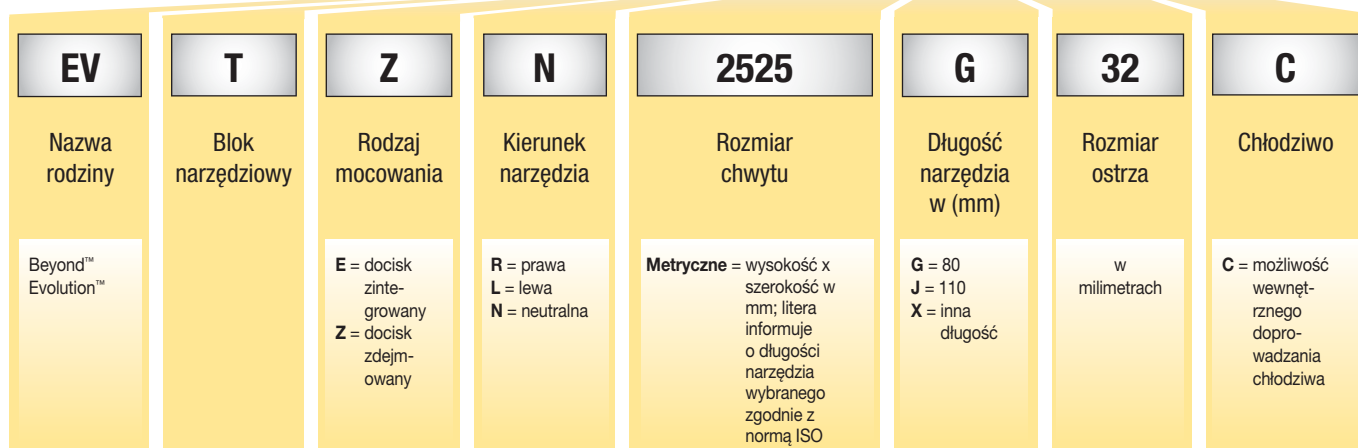 EV
T
Z
N
2525
G
32
C
Nazwa
rodziny
Blok
narzędziowy
Rodzaj
mocowania
Kierunek
narzędzia
Rozmiar
chwytu
Długość
narzędzia
w (mm)
Rozmiar
ostrza
Chłodziwo
Beyond™
Evolution™
E = docisk
zinte-
growany
Z = docisk
zdejm-
owany
R = prawa
L = lewa
N = neutralna
Metryczne = wysokość x
szerokość w
mm; litera
informuje
o długości
narzędzia
wybranego
zgodnie z
normą ISO
G = 80
J = 110
X = inna
długość
w
milimetrach
C = możliwość
wewnęt-
rznego
dopro-
wadzania
chłodziwa